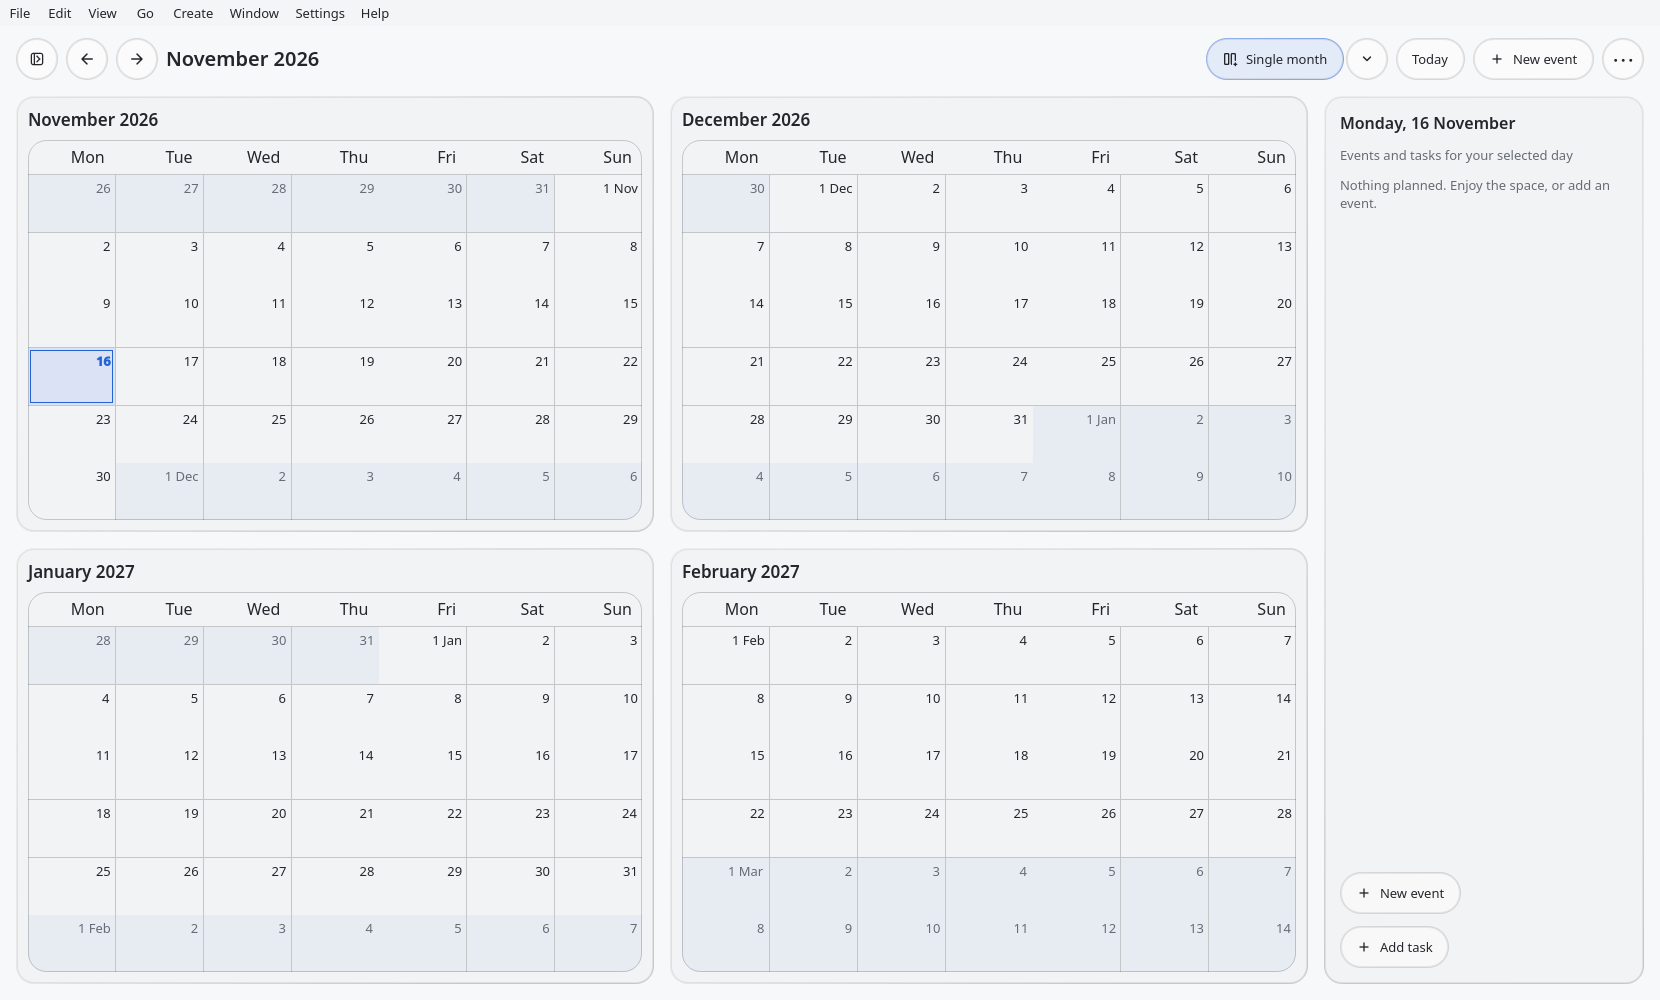 File Edit View Go Create Window Settings Help
November 2026
Single month
Today
New event
November 2026
Mon Tue Wed Thu Fri Sat Sun
26 27 28 29 30 31 1 Nov
2 3 4 5 6 7 8
9 10 11 12 13 14 15
16 17 18 19 20 21 22
23 24 25 26 27 28 29
30 1 Dec 2 3 4 5 6
December 2026
Mon Tue Wed Thu Fri Sat Sun
30 1 Dec 2 3 4 5 6
7 8 9 10 11 12 13
14 15 16 17 18 19 20
21 22 23 24 25 26 27
28 29 30 31 1 Jan 2 3
4 5 6 7 8 9 10
January 2027
Mon Tue Wed Thu Fri Sat Sun
28 29 30 31 1 Jan 2 3
4 5 6 7 8 9 10
11 12 13 14 15 16 17
18 19 20 21 22 23 24
25 26 27 28 29 30 31
1 Feb 2 3 4 5 6 7
February 2027
Mon Tue Wed Thu Fri Sat Sun
1 Feb 2 3 4 5 6 7
8 9 10 11 12 13 14
15 16 17 18 19 20 21
22 23 24 25 26 27 28
1 Mar 2 3 4 5 6 7
8 9 10 11 12 13 14
Monday, 16 November
Events and tasks for your selected day
Nothing planned. Enjoy the space, or add an
event.
New event
Add task